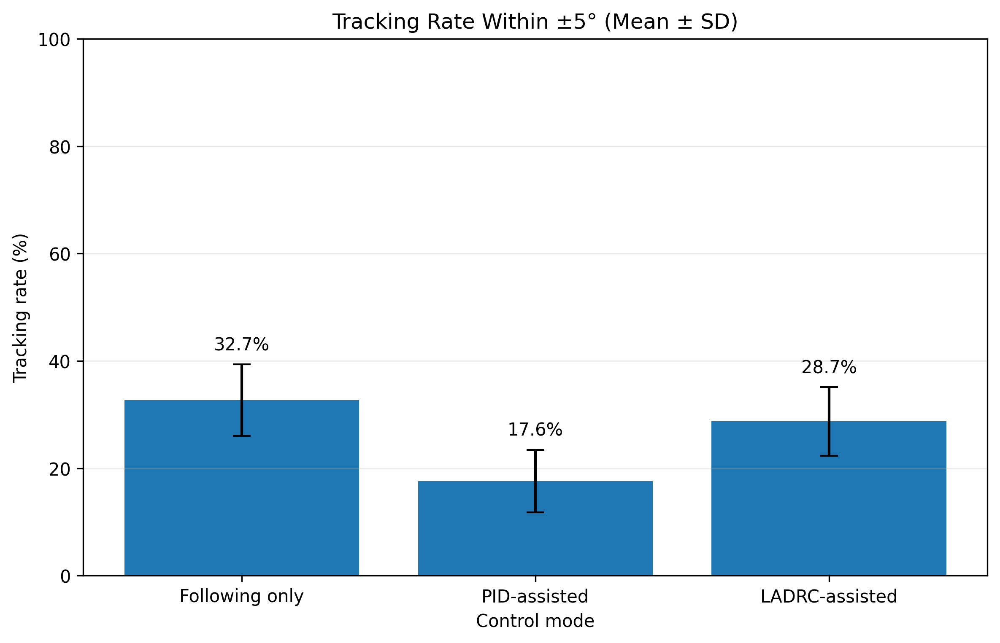 Tracking Rate Within ±5° (Mean ± SD)
Tracking rate (%)
100
80
60
40
20
0
32.7%
17.6%
28.7%
Following only
PID-assisted
LADRC-assisted
Control mode